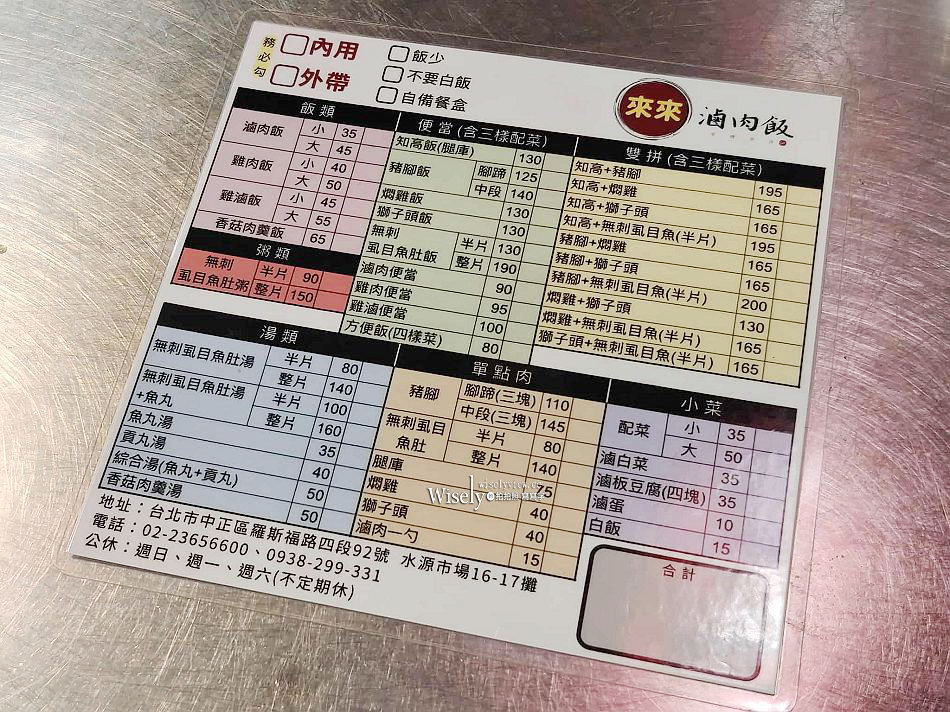 務必勾
內用
外帶
飯少
不要白飯
自備餐盒
來來 滷肉飯
飯類
滷肉飯 小 35
大 45
雞肉飯 小 40
大 50
雞滷飯 小 45
大 55
香菇肉羹飯 65
粥類
無刺虱目魚肚粥 半片 90
整片 150
便當(含三樣配菜)
知高飯(腿庫) 130
豬腳飯 腳蹄 125
中段 140
燜雞飯 130
獅子頭飯 130
無刺虱目魚肚飯 半片 130
整片 190
滷肉便當 90
雞肉便當 95
雞滷便當 100
方便飯(四樣菜) 80
雙拼(含三樣配菜)
知高+豬腳 195
知高+燜雞 165
知高+獅子頭 165
知高+無刺虱目魚(半片) 195
豬腳+燜雞 165
豬腳+獅子頭 165
豬腳+無刺虱目魚(半片) 200
燜雞+獅子頭 130
燜雞+無刺虱目魚(半片) 165
獅子頭+無刺虱目魚(半片) 165
湯類
無刺虱目魚肚湯 半片 80
整片 140
無刺虱目魚肚湯+魚丸 半片 100
整片 160
魚丸湯 35
貢丸湯 40
綜合湯(魚丸+貢丸) 50
香菇肉羹湯 50
單點肉
豬腳 腳蹄(三塊) 110
中段(三塊) 145
無刺虱目魚肚 半片 80
整片 140
腿庫
燜雞 40
獅子頭 40
滷肉一勺 15
小菜
配菜 小 35
大 50
滷白菜 35
滷板豆腐(四塊) 35
滷蛋 10
白飯 15
合計
地址：台北市中正區羅斯福路四段92號 水源市場16-17攤
電話：02-23656600、0938-299-331
公休：週日、週一、週六(不定期休)
wiselyview.cc
Wisely